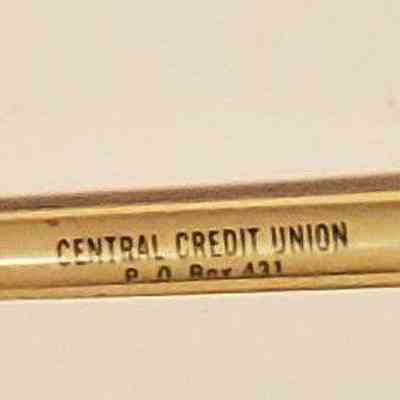 CENTRAL CREDIT UNION
P. O. Box 431